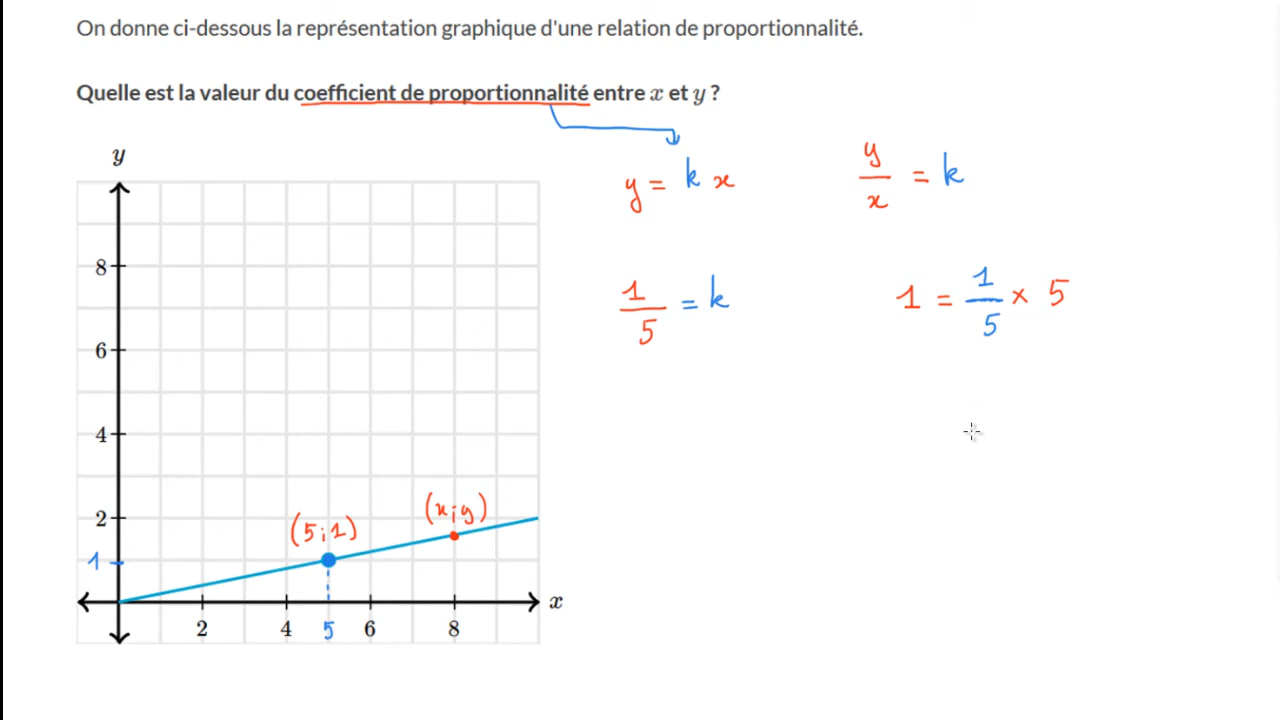 On donne ci-dessous la représentation graphique d'une relation de proportionnalité.
Quelle est la valeur du coefficient de proportionnalité entre x et y ?
y
8
6
4
2
1
(5;1)
(x;y)
x
2 4 5 6 8
y = k x
y/x = k
1/5 = k
1 = 1/5 × 5